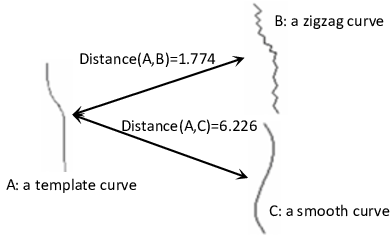 B: a zigzag curve
Distance(A,B)=1.774
Distance(A,C)=6.226
A: a template curve
C: a smooth curve